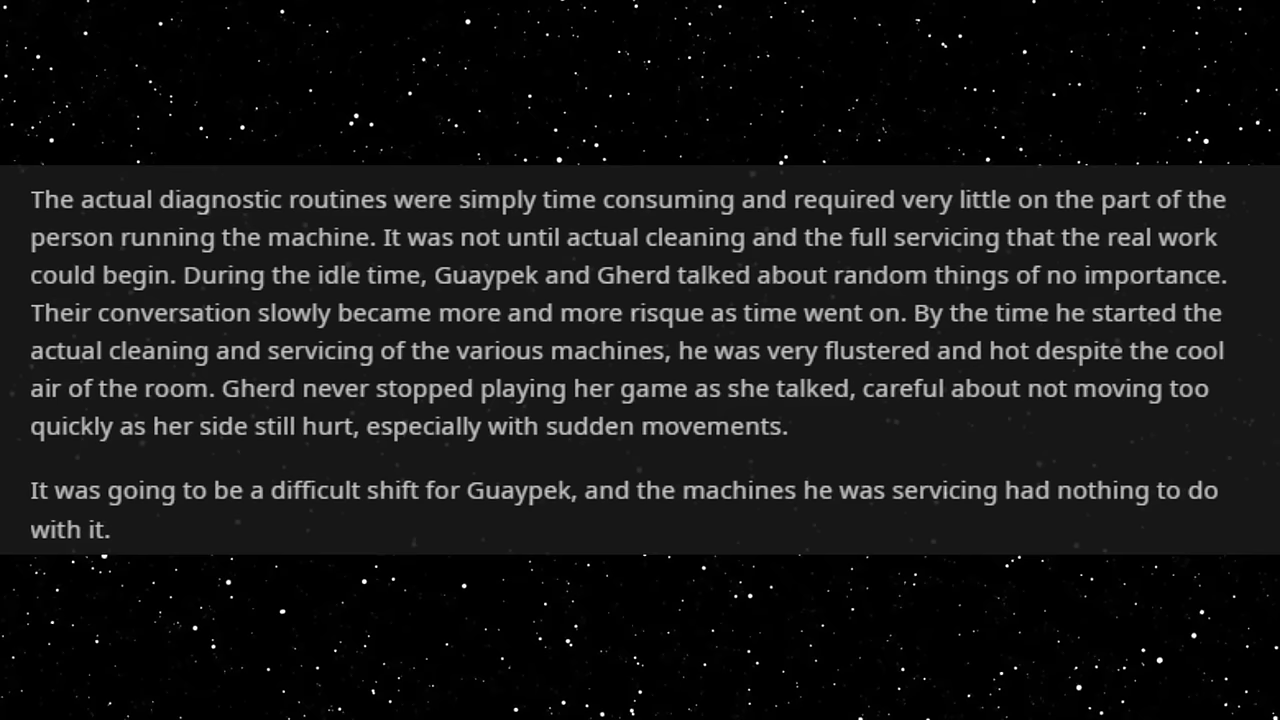 The actual diagnostic routines were simply time consuming and required very little on the part of the
person running the machine. It was not until actual cleaning and the full servicing that the real work
could begin. During the idle time, Guaypek and Gherd talked about random things of no importance.
Their conversation slowly became more and more risque as time went on. By the time he started the
actual cleaning and servicing of the various machines, he was very flustered and hot despite the cool
air of the room. Gherd never stopped playing her game as she talked, careful about not moving too
quickly as her side still hurt, especially with sudden movements.
It was going to be a difficult shift for Guaypek, and the machines he was servicing had nothing to do
with it.